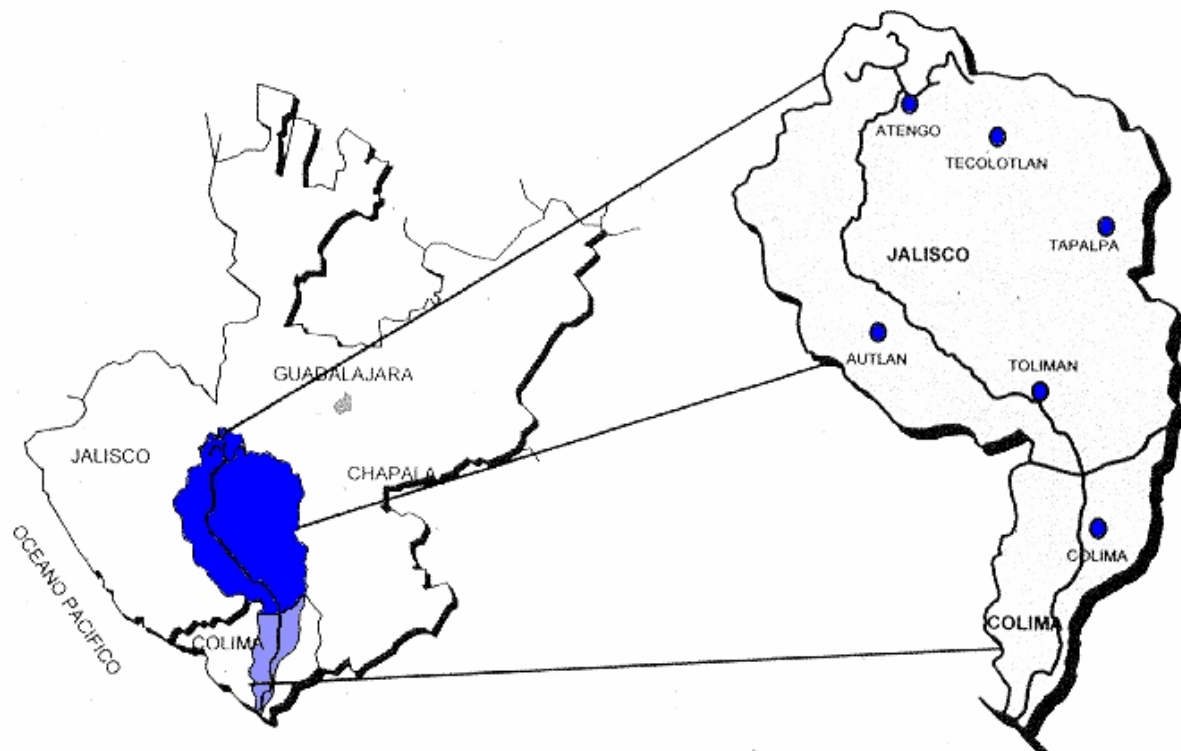 GUADALAJARA
JALISCO
CHAPALA
OCEANO PACIFICO
COLIMA
ATENGO
TECOLOTLAN
TAPALPA
JALISCO
AUTLAN
TOLIMAN
COLIMA
COLIMA